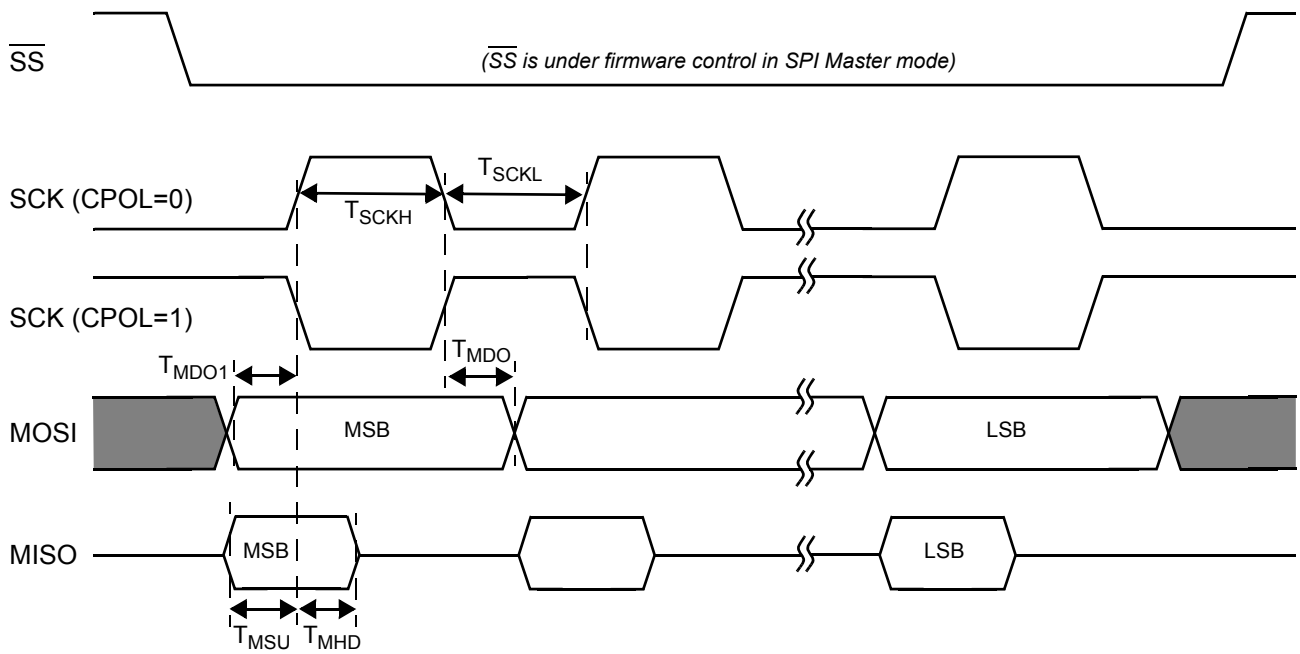 SS
(SS is under firmware control in SPI Master mode)
SCK (CPOL=0)
TSCKH
TSCKL
SCK (CPOL=1)
TMDO1
TMDO
MOSI
MSB
LSB
MISO
MSB
LSB
TMSU
TMHD